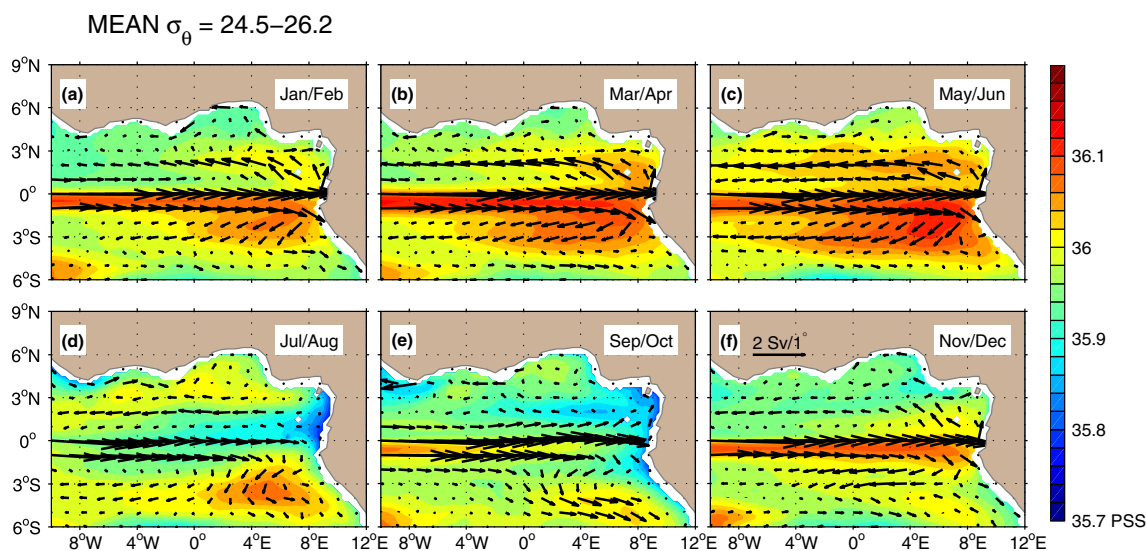 MEAN σθ = 24.5−26.2
9°N
6°N
3°N
0°
3°S
6°S
(a)
Jan/Feb
(b)
Mar/Apr
(c)
May/Jun
9°N
6°N
3°N
0°
3°S
6°S
(d)
Jul/Aug
(e)
Sep/Oct
(f)
2 Sv/1°
Nov/Dec
8°W 4°W 0° 4°E 8°E 12°E
8°W 4°W 0° 4°E 8°E 12°E
8°W 4°W 0° 4°E 8°E 12°E
36.1
36
35.9
35.8
35.7 PSS